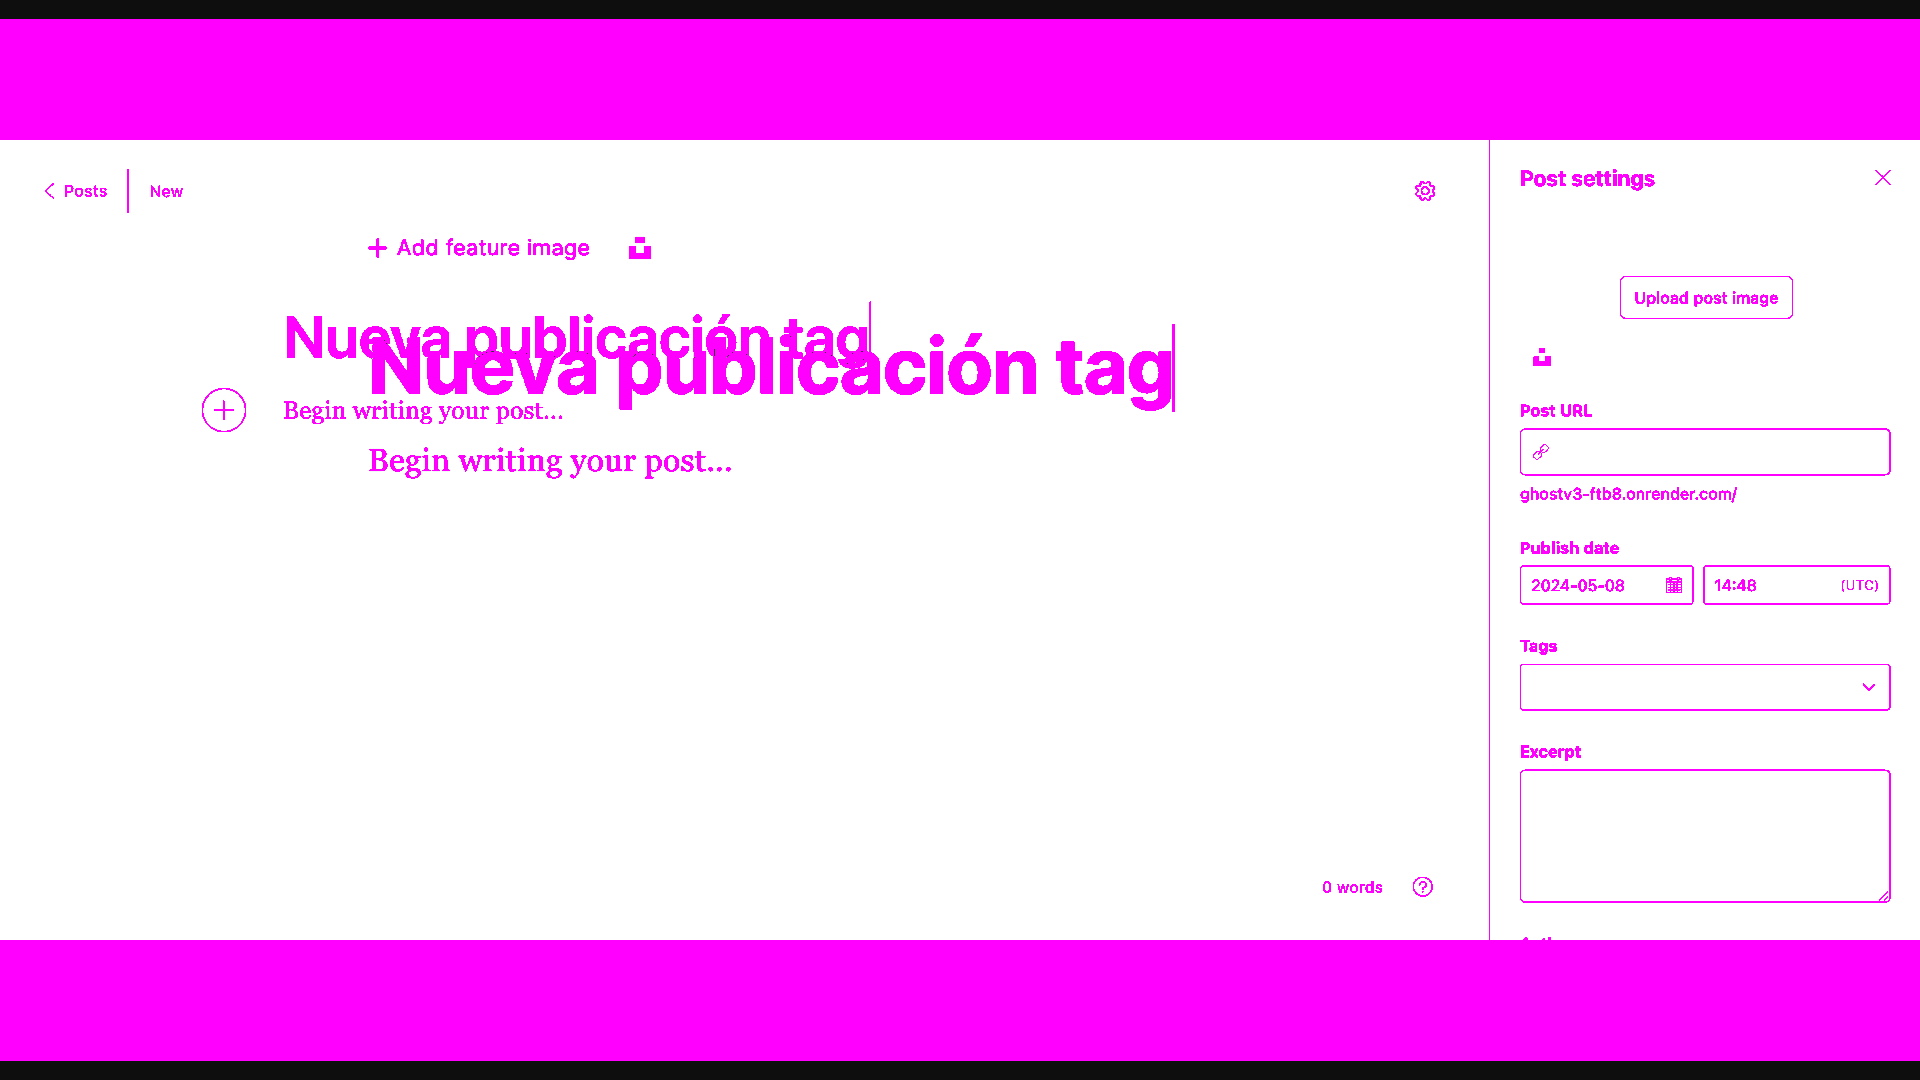 Posts
New
Add feature image
Nueva publicación tag
Nueva publicación tag
Begin writing your post...
Begin writing your post...
0 words
Post settings
Upload post image
Post URL
ghostv3-ftb8.onrender.com/
Publish date
2024-05-08
14:48 (UTC)
Tags
Excerpt